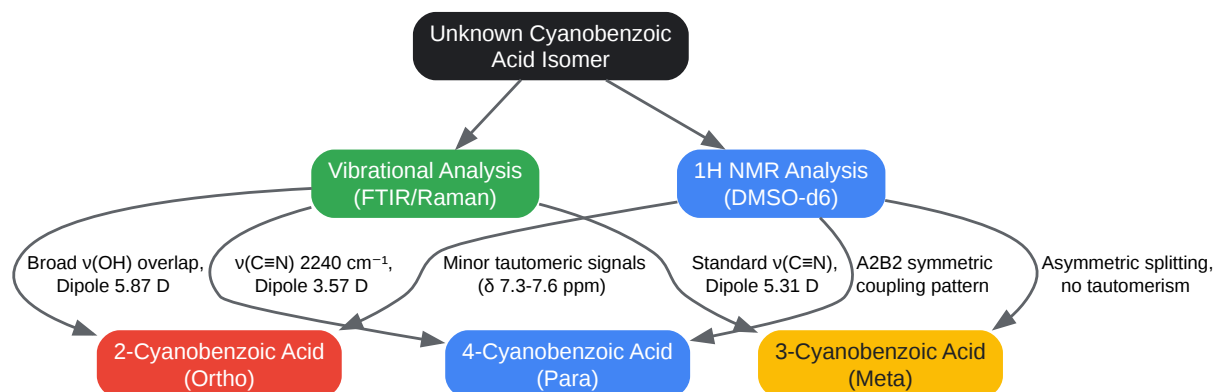 Unknown Cyanobenzoic
Acid Isomer
Vibrational Analysis
(FTIR/Raman)
1H NMR Analysis
(DMSO-d6)
Broad ν(OH) overlap,
Dipole 5.87 D
ν(C≡N) 2240 cm⁻¹,
Dipole 3.57 D
Minor tautomeric signals
(δ 7.3-7.6 ppm)
Standard ν(C≡N),
Dipole 5.31 D
A2B2 symmetric
coupling pattern
Asymmetric splitting,
no tautomerism
2-Cyanobenzoic Acid
(Ortho)
4-Cyanobenzoic Acid
(Para)
3-Cyanobenzoic Acid
(Meta)